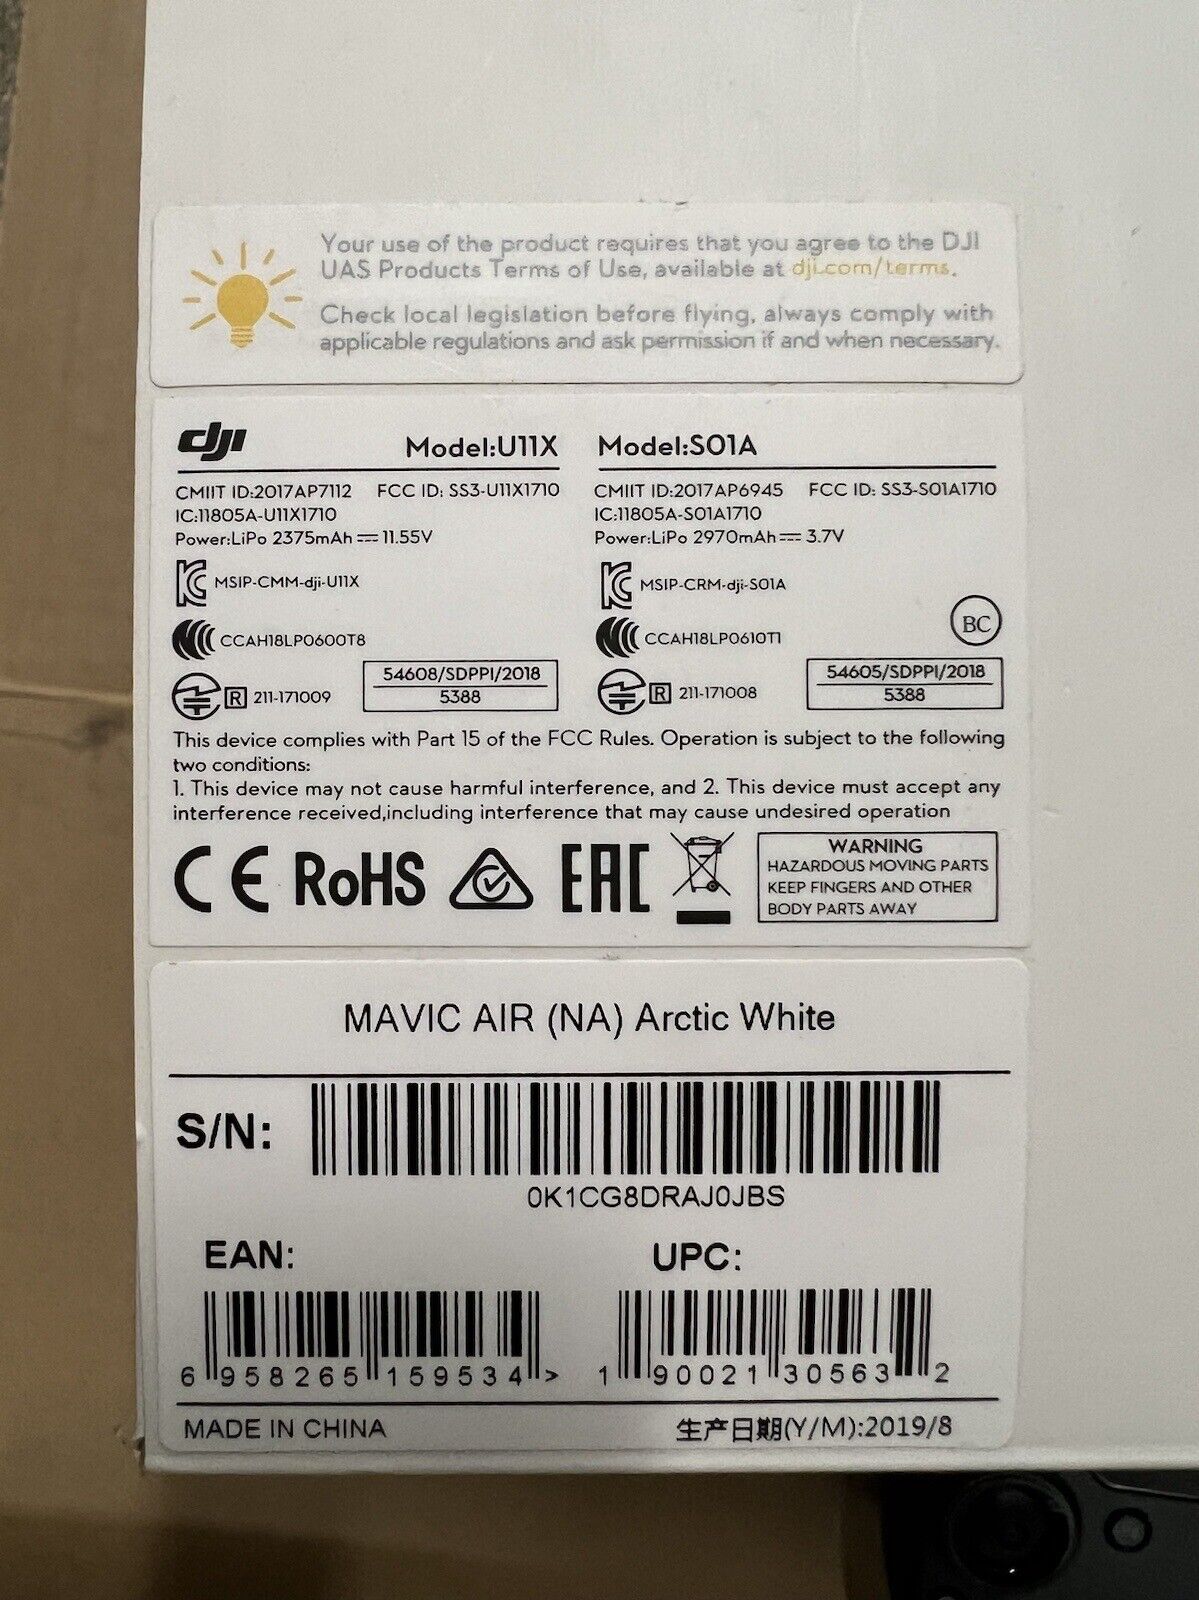 Your use of the product requires that you agree to the DJI
UAS Products Terms of Use, available at dji.com/terms.
Check local legislation before flying, always comply with
applicable regulations and ask permission if and when necessary.
dji
Model:U11X
CMIIT ID:2017AP7112 FCC ID: SS3-U11X1710
IC:11805A-U11X1710
Power:LiPo 2375mAh ⎓ 11.55V
MSIP-CMM-dji-U11X
CCAH18LP0600T8
R 211-171009
54608/SDPPI/2018
5388
Model:S01A
CMIIT ID:2017AP6945 FCC ID: SS3-S01A1710
IC:11805A-S01A1710
Power:LiPo 2970mAh ⎓ 3.7V
MSIP-CRM-dji-S01A
BC
CCAH18LP0610T1
R 211-171008
54605/SDPPI/2018
5388
This device complies with Part 15 of the FCC Rules. Operation is subject to the following
two conditions:
1. This device may not cause harmful interference, and 2. This device must accept any
interference received,including interference that may cause undesired operation
CE RoHS EAC
WARNING
HAZARDOUS MOVING PARTS
KEEP FINGERS AND OTHER
BODY PARTS AWAY
MAVIC AIR (NA) Arctic White
S/N:
0K1CG8DRAJ0JBS
EAN:
6 958265 159534 >
UPC:
1 90021 30563 2
MADE IN CHINA
生产日期(Y/M):2019/8